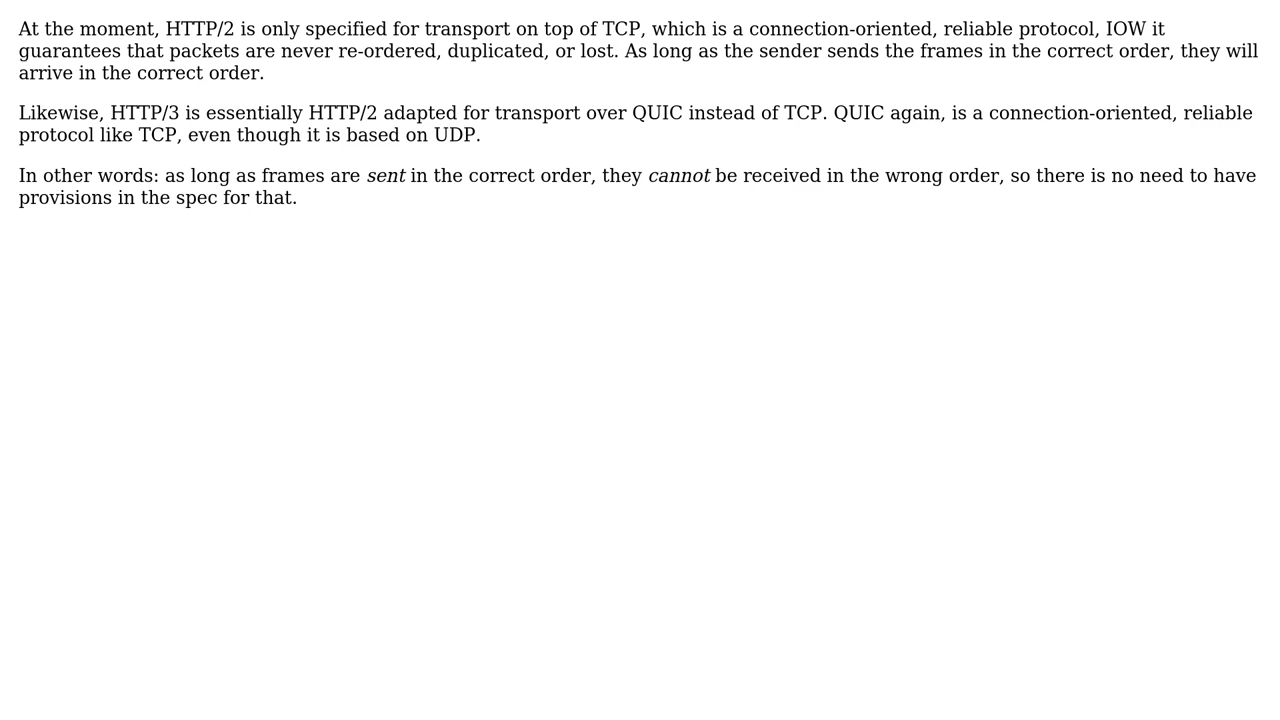 At the moment, HTTP/2 is only specified for transport on top of TCP, which is a connection-oriented, reliable protocol, IOW it
guarantees that packets are never re-ordered, duplicated, or lost. As long as the sender sends the frames in the correct order, they will
arrive in the correct order.
Likewise, HTTP/3 is essentially HTTP/2 adapted for transport over QUIC instead of TCP. QUIC again, is a connection-oriented, reliable
protocol like TCP, even though it is based on UDP.
In other words: as long as frames are sent in the correct order, they cannot be received in the wrong order, so there is no need to have
provisions in the spec for that.